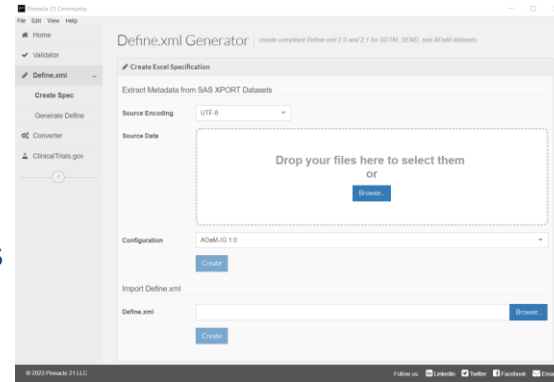 Pinnacle 21 Community
File Edit View Help
Home
Validator
Define.xml
Create Spec
Generate Define
Converter
ClinicalTrials.gov
Define.xml Generator
create compliant Define.xml 2.0 and 2.1 for SDTM, SEND, and ADaM datasets
Create Excel Specification
Extract Metadata from SAS XPORT Datasets
Source Encoding UTF-8
Source Data
Drop your files here to select them
or
Browse..
Configuration ADaM-IG 1.0
Create
Import Define.xml
Define.xml Browse..
Create
s
© 2023 Pinnacle 21 LLC
Follow us: Linkedin Twitter Facebook Emai